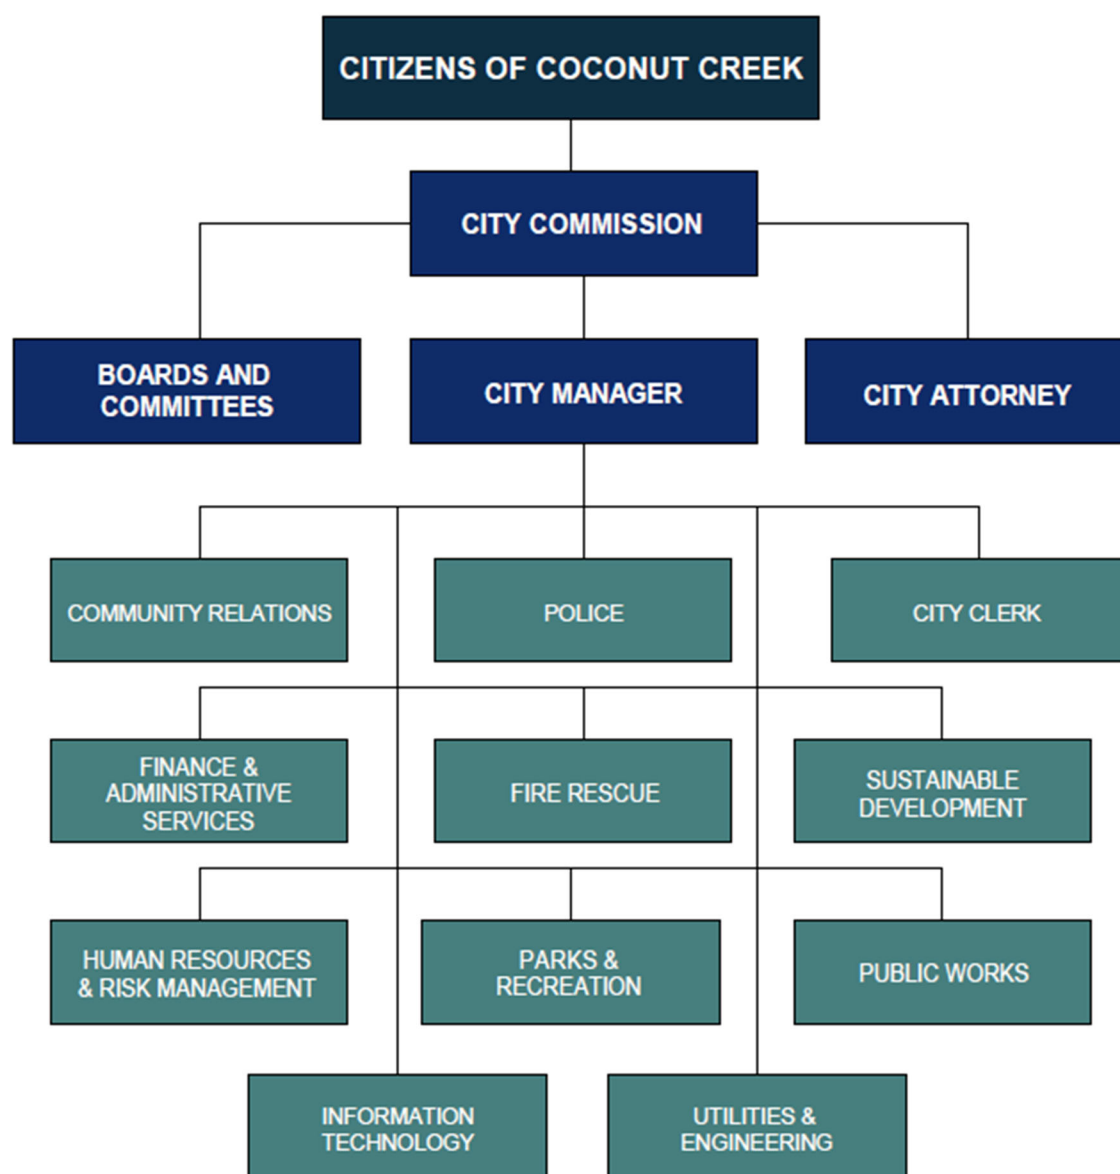 CITIZENS OF COCONUT CREEK
CITY COMMISSION
BOARDS AND
COMMITTEES
CITY MANAGER
CITY ATTORNEY
COMMUNITY RELATIONS
POLICE
CITY CLERK
FINANCE &
ADMINISTRATIVE
SERVICES
FIRE RESCUE
SUSTAINABLE
DEVELOPMENT
HUMAN RESOURCES
& RISK MANAGEMENT
PARKS &
RECREATION
PUBLIC WORKS
INFORMATION
TECHNOLOGY
UTILITIES &
ENGINEERING